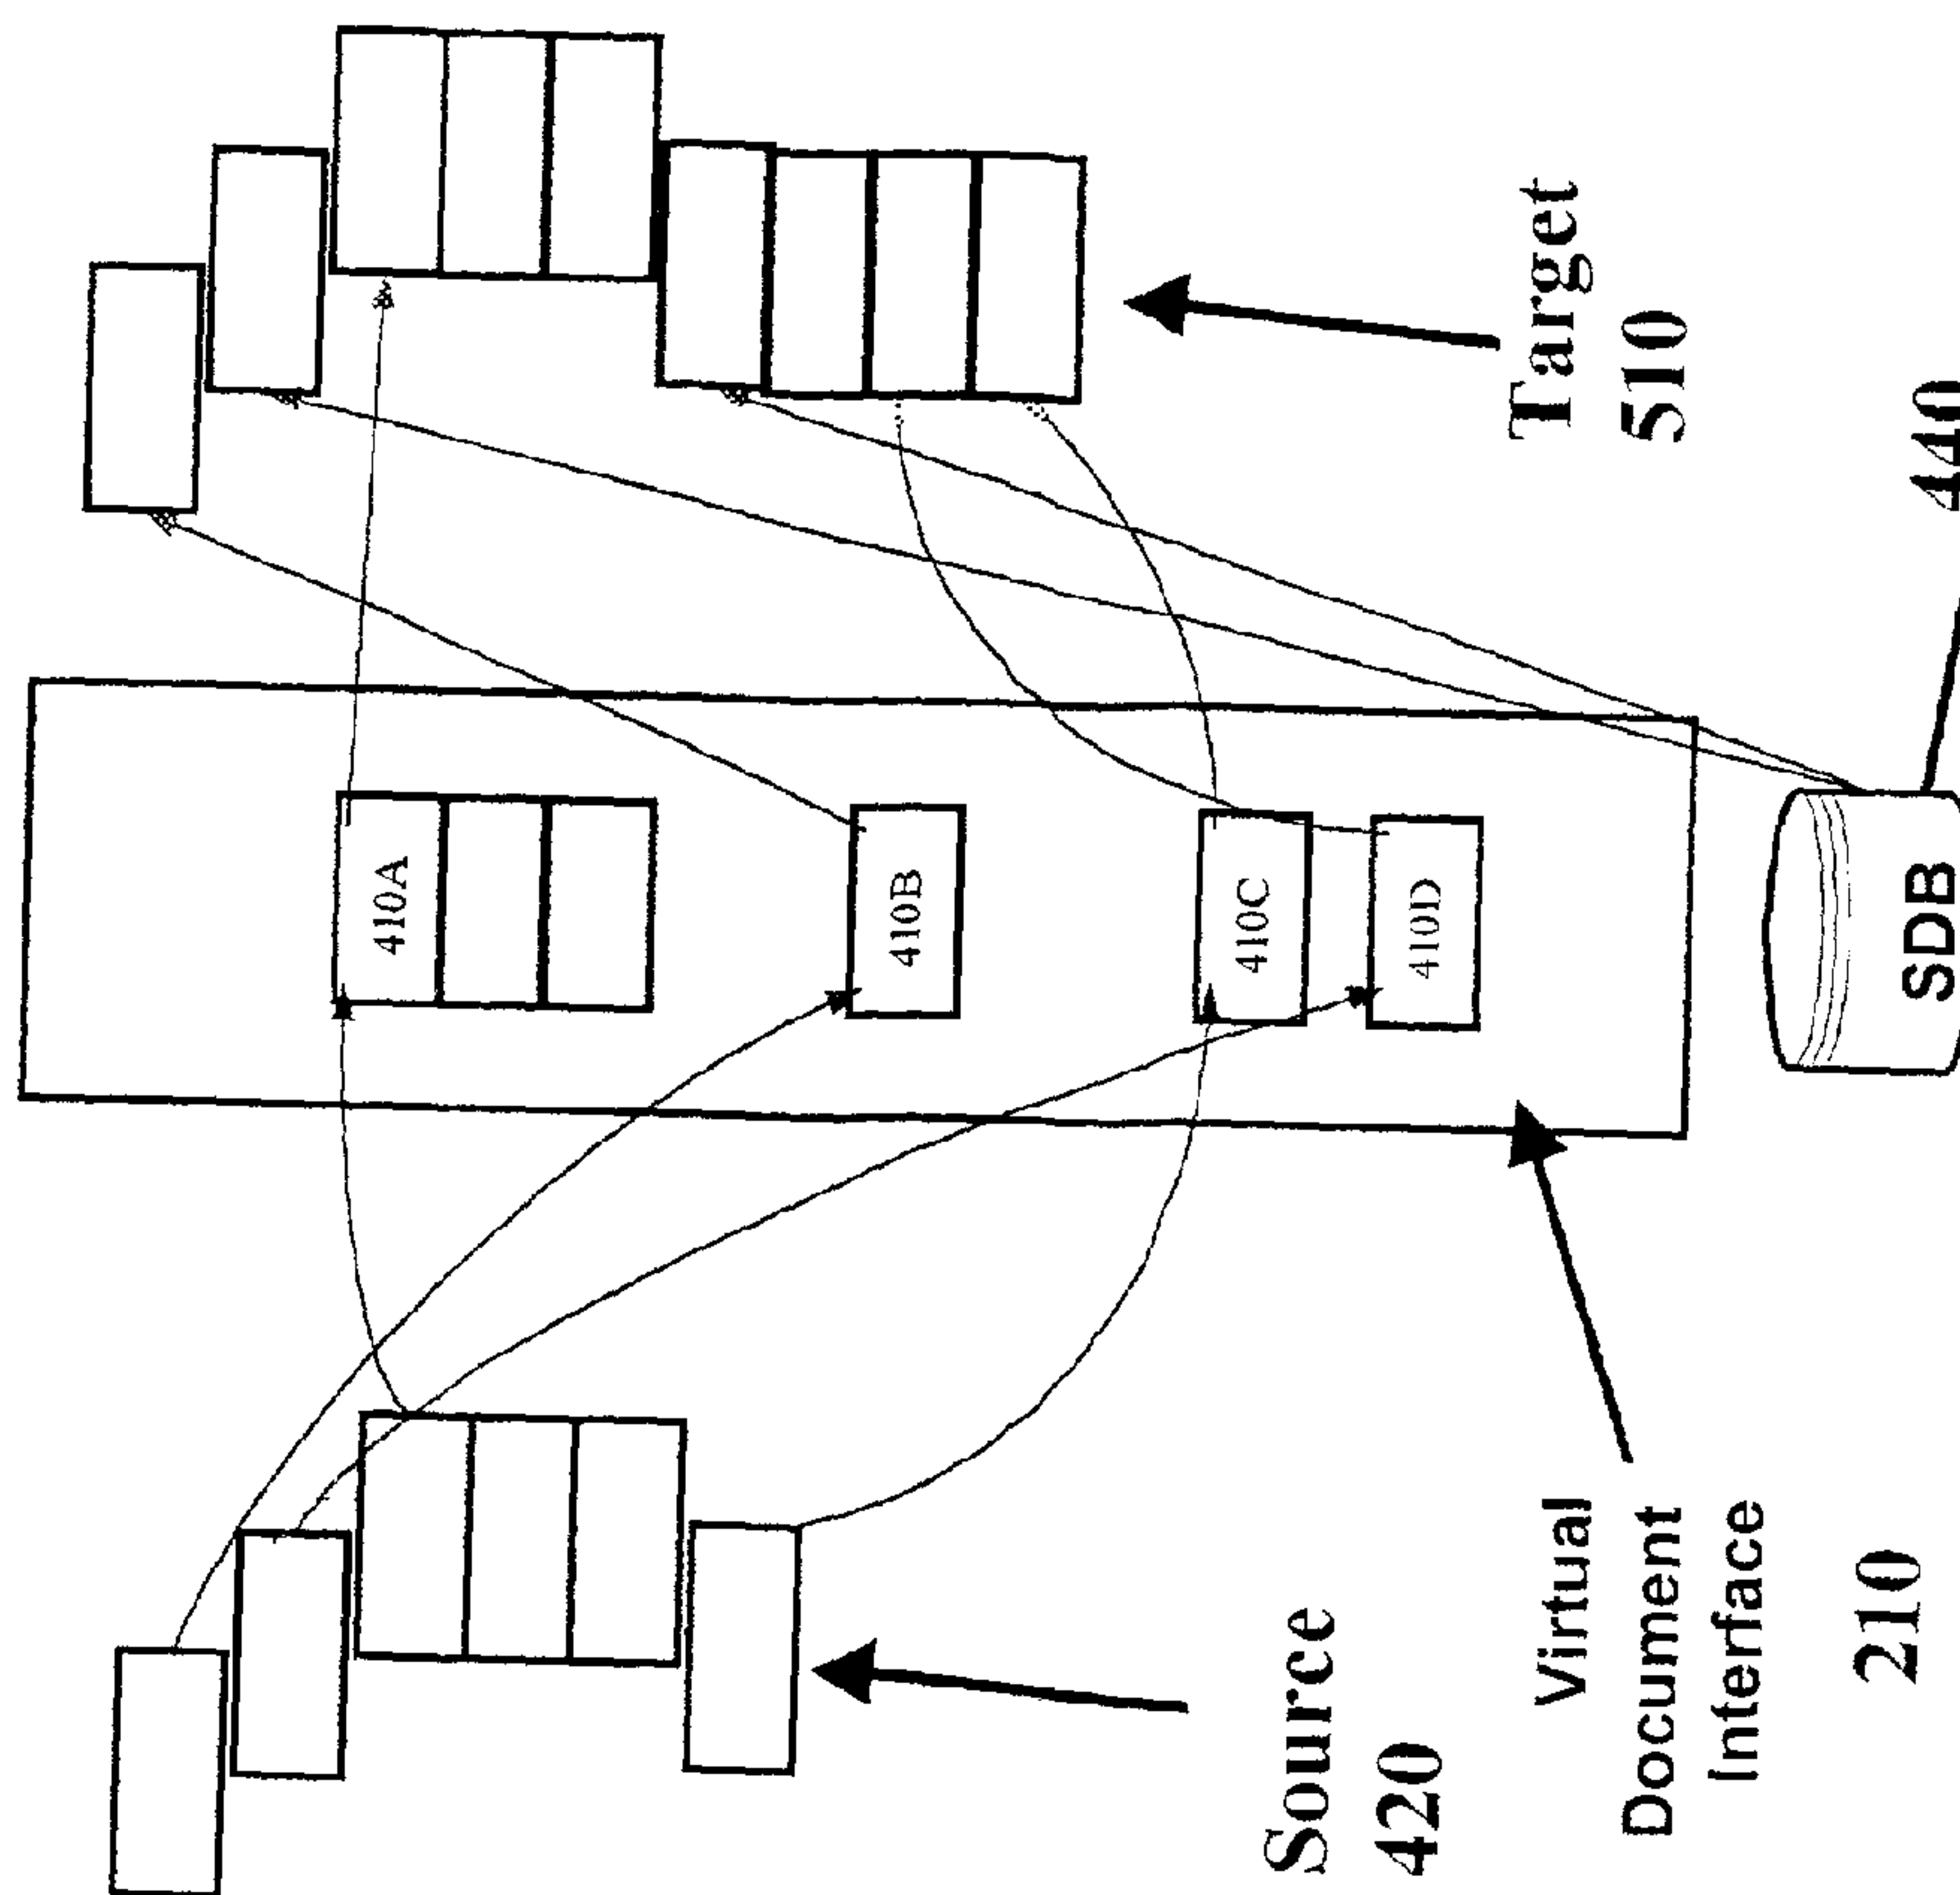 Source
420
Virtual
Document
Interface
210
410A
410B
410C
410D
SDB
Target
510
440